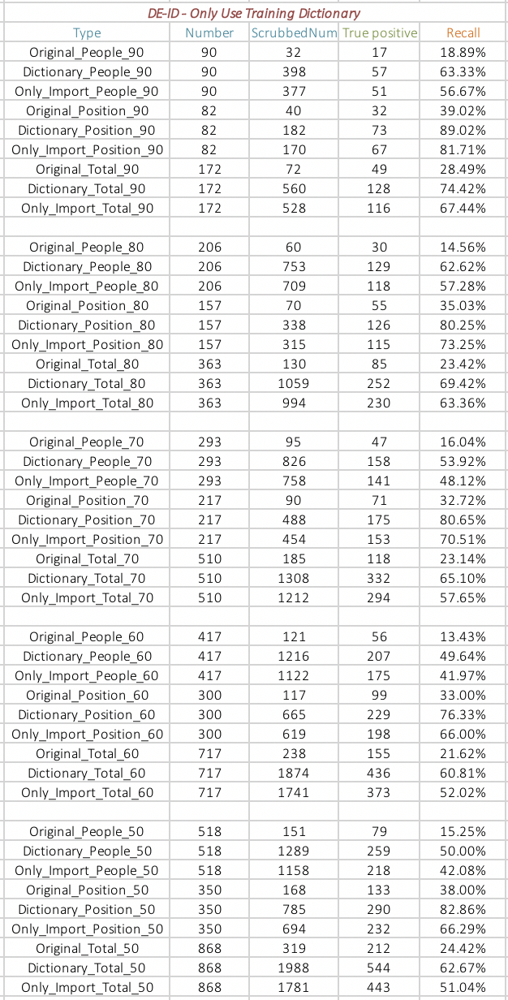 DE-ID - Only Use Training Dictionary
Type Number ScrubbedNum True positive Recall
Original_People_90 90 32 17 18.89%
Dictionary_People_90 90 398 57 63.33%
Only_Import_People_90 90 377 51 56.67%
Original_Position_90 82 40 32 39.02%
Dictionary_Position_90 82 182 73 89.02%
Only_Import_Position_90 82 170 67 81.71%
Original_Total_90 172 72 49 28.49%
Dictionary_Total_90 172 560 128 74.42%
Only_Import_Total_90 172 528 116 67.44%
Original_People_80 206 60 30 14.56%
Dictionary_People_80 206 753 129 62.62%
Only_Import_People_80 206 709 118 57.28%
Original_Position_80 157 70 55 35.03%
Dictionary_Position_80 157 338 126 80.25%
Only_Import_Position_80 157 315 115 73.25%
Original_Total_80 363 130 85 23.42%
Dictionary_Total_80 363 1059 252 69.42%
Only_Import_Total_80 363 994 230 63.36%
Original_People_70 293 95 47 16.04%
Dictionary_People_70 293 826 158 53.92%
Only_Import_People_70 293 758 141 48.12%
Original_Position_70 217 90 71 32.72%
Dictionary_Position_70 217 488 175 80.65%
Only_Import_Position_70 217 454 153 70.51%
Original_Total_70 510 185 118 23.14%
Dictionary_Total_70 510 1308 332 65.10%
Only_Import_Total_70 510 1212 294 57.65%
Original_People_60 417 121 56 13.43%
Dictionary_People_60 417 1216 207 49.64%
Only_Import_People_60 417 1122 175 41.97%
Original_Position_60 300 117 99 33.00%
Dictionary_Position_60 300 665 229 76.33%
Only_Import_Position_60 300 619 198 66.00%
Original_Total_60 717 238 155 21.62%
Dictionary_Total_60 717 1874 436 60.81%
Only_Import_Total_60 717 1741 373 52.02%
Original_People_50 518 151 79 15.25%
Dictionary_People_50 518 1289 259 50.00%
Only_Import_People_50 518 1158 218 42.08%
Original_Position_50 350 168 133 38.00%
Dictionary_Position_50 350 785 290 82.86%
Only_Import_Position_50 350 694 232 66.29%
Original_Total_50 868 319 212 24.42%
Dictionary_Total_50 868 1988 544 62.67%
Only_Import_Total_50 868 1781 443 51.04%